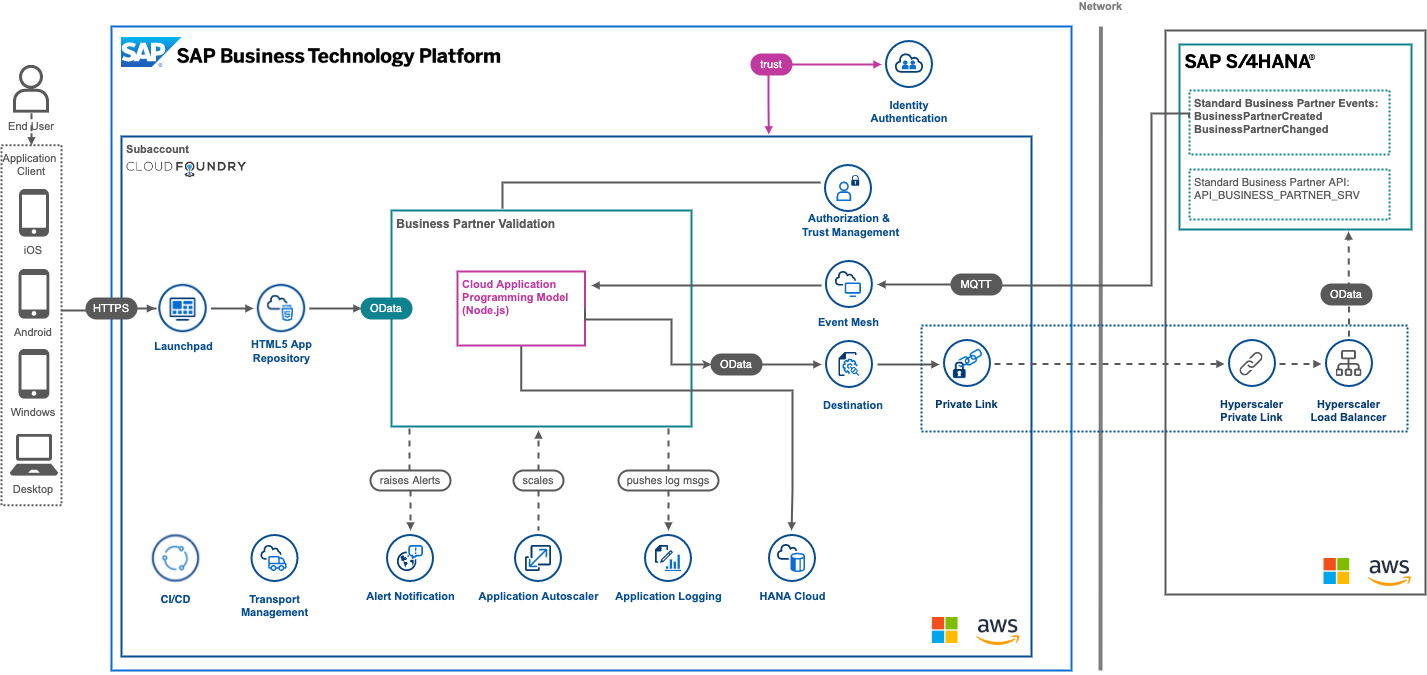 Network
SAP
SAP Business Technology Platform
trust
Identity
Authentication
SAP S/4HANA®
Standard Business Partner Events:
BusinessPartnerCreated
BusinessPartnerChanged
Standard Business Partner API:
API_BUSINESS_PARTNER_SRV
End User
Application
Client
iOS
Android
Windows
Desktop
HTTPS
Subaccount
CLOUD FOUNDRY
Launchpad
HTML5 App
Repository
OData
Business Partner Validation
Cloud Application
Programming Model
(Node.js)
Authorization &
Trust Management
Event Mesh
MQTT
OData
Destination
Private Link
OData
Hyperscaler
Private Link
Hyperscaler
Load Balancer
raises Alerts
scales
pushes log msgs
CI/CD
Transport
Management
Alert Notification
Application Autoscaler
Application Logging
HANA Cloud
aws
aws